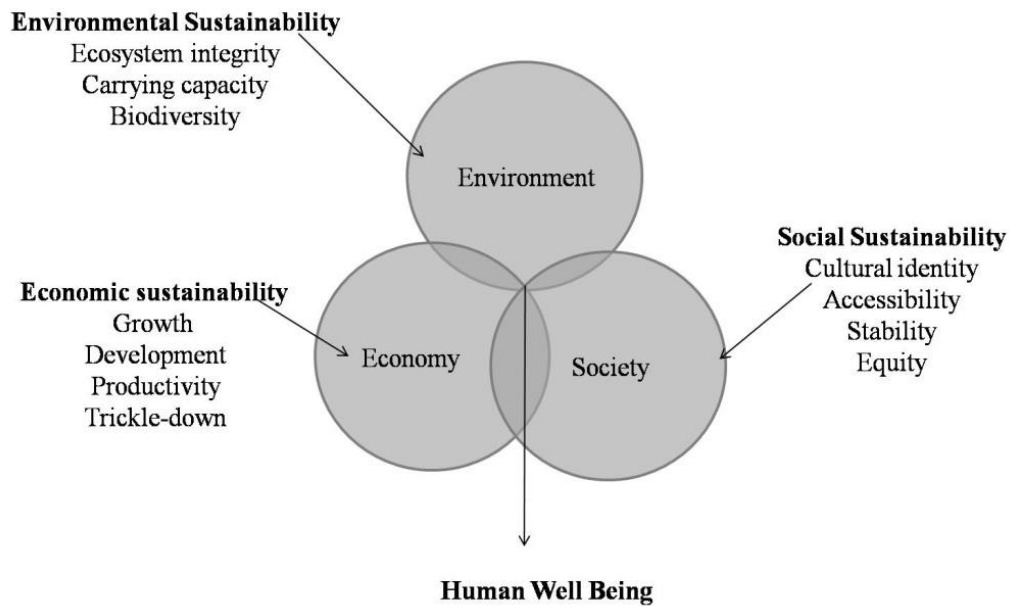 Environmental Sustainability
Ecosystem integrity
Carrying capacity
Biodiversity
Environment
Social Sustainability
Cultural identity
Accessibility
Stability
Equity
Economic sustainability
Growth
Development
Productivity
Trickle-down
Economy
Society
Human Well Being